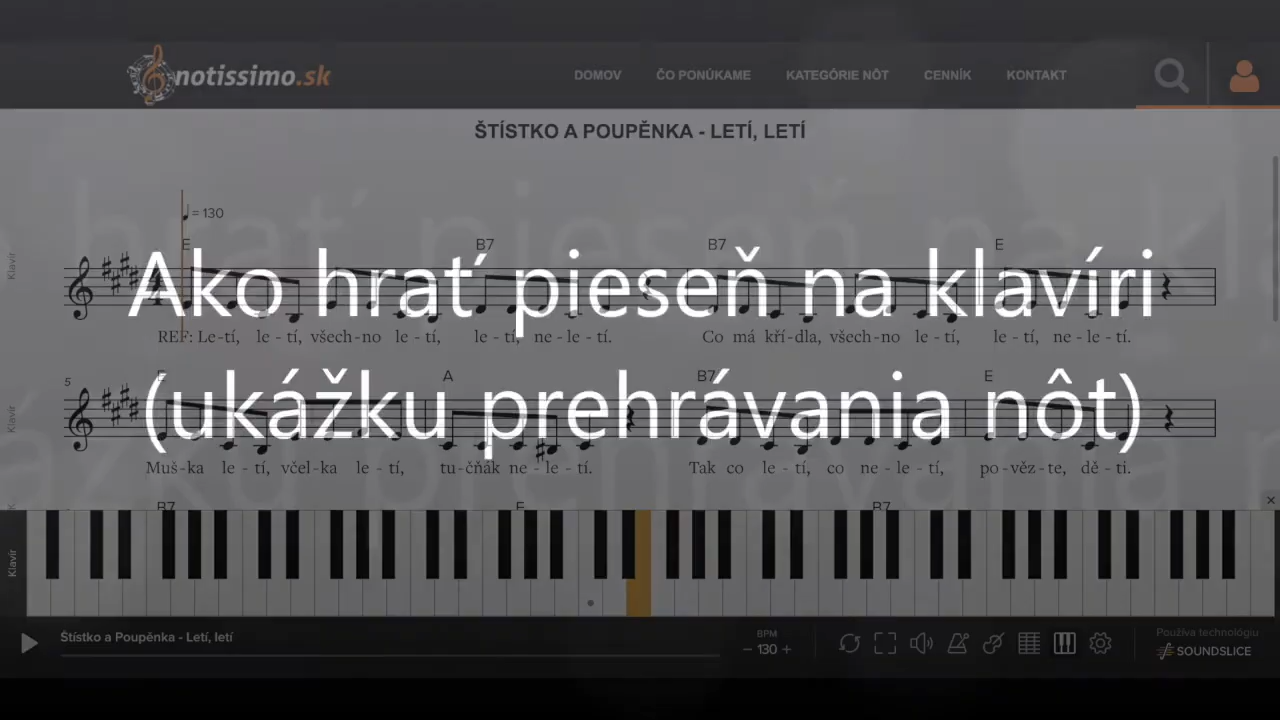 notissimo.sk
DOMOV ČO PONÚKAME KATEGÓRIE NÔT CENNÍK KONTAKT
ŠTÍSTKO A POUPĚNKA - LETÍ, LETÍ
= 130
E B7 B7 E
Klavír
Ako hrať pieseň na klavíri
REF: Le-tí, le - tí, všech-no le - tí, le - tí, ne - le - tí. Co má kří-dla, všech-no le - tí, le - tí, ne - le - tí.
5 E A B7 E
Klavír
(ukážku prehrávania nôt)
Muš-ka le - tí, včel-ka le - tí, tu-čňák ne - le - tí. Tak co le - tí, co ne - le - tí, po-věz-te, dě - ti.
B7 E B7
Klavír
Štístko a Poupěnka - Letí, letí
BPM
− 130 +
Používa technológiu
SOUNDSLICE